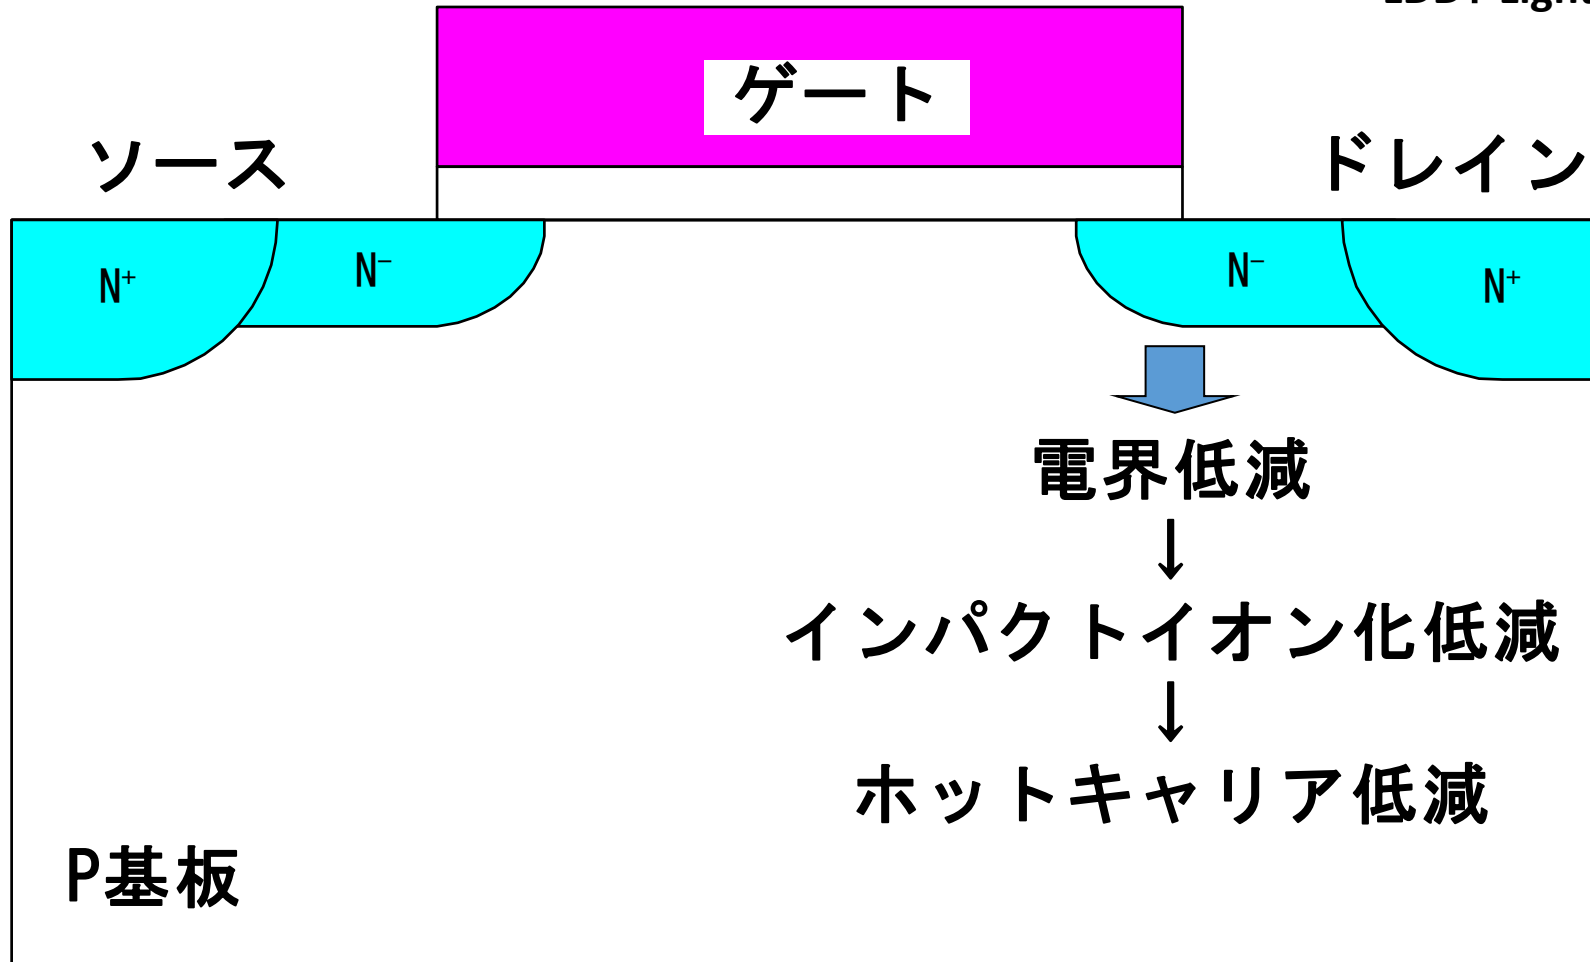 ゲート
ソース
ドレイン
N⁺
N⁻
N⁻
N⁺
電界低減
↓
インパクトイオン化低減
↓
ホットキャリア低減
P基板